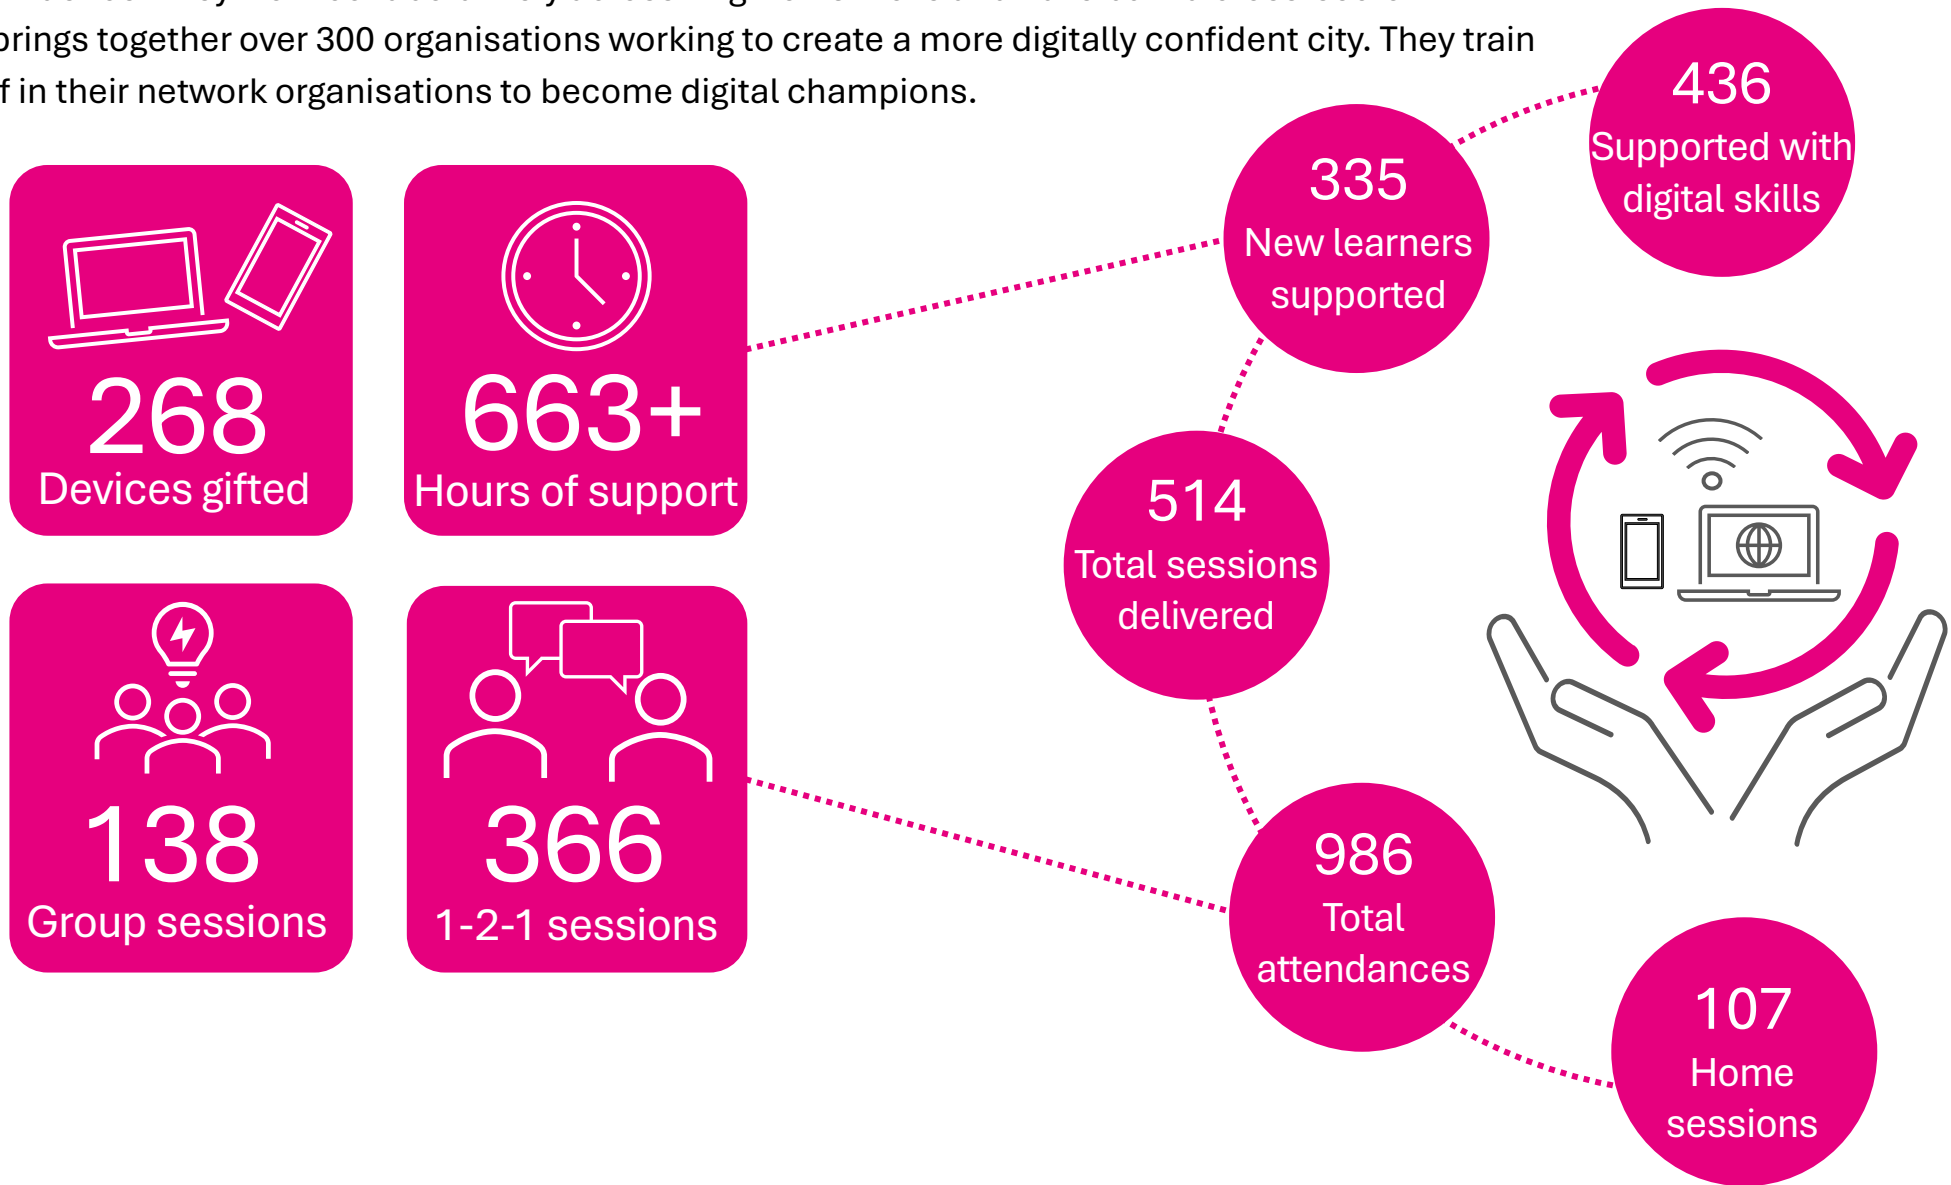 brings together over 300 organisations working to create a more digitally confident city. They train
in their network organisations to become digital champions.
268
Devices gifted
663+
Hours of support
138
Group sessions
366
1-2-1 sessions
436
Supported with
digital skills
335
New learners
supported
514
Total sessions
delivered
986
Total
attendances
107
Home
sessions